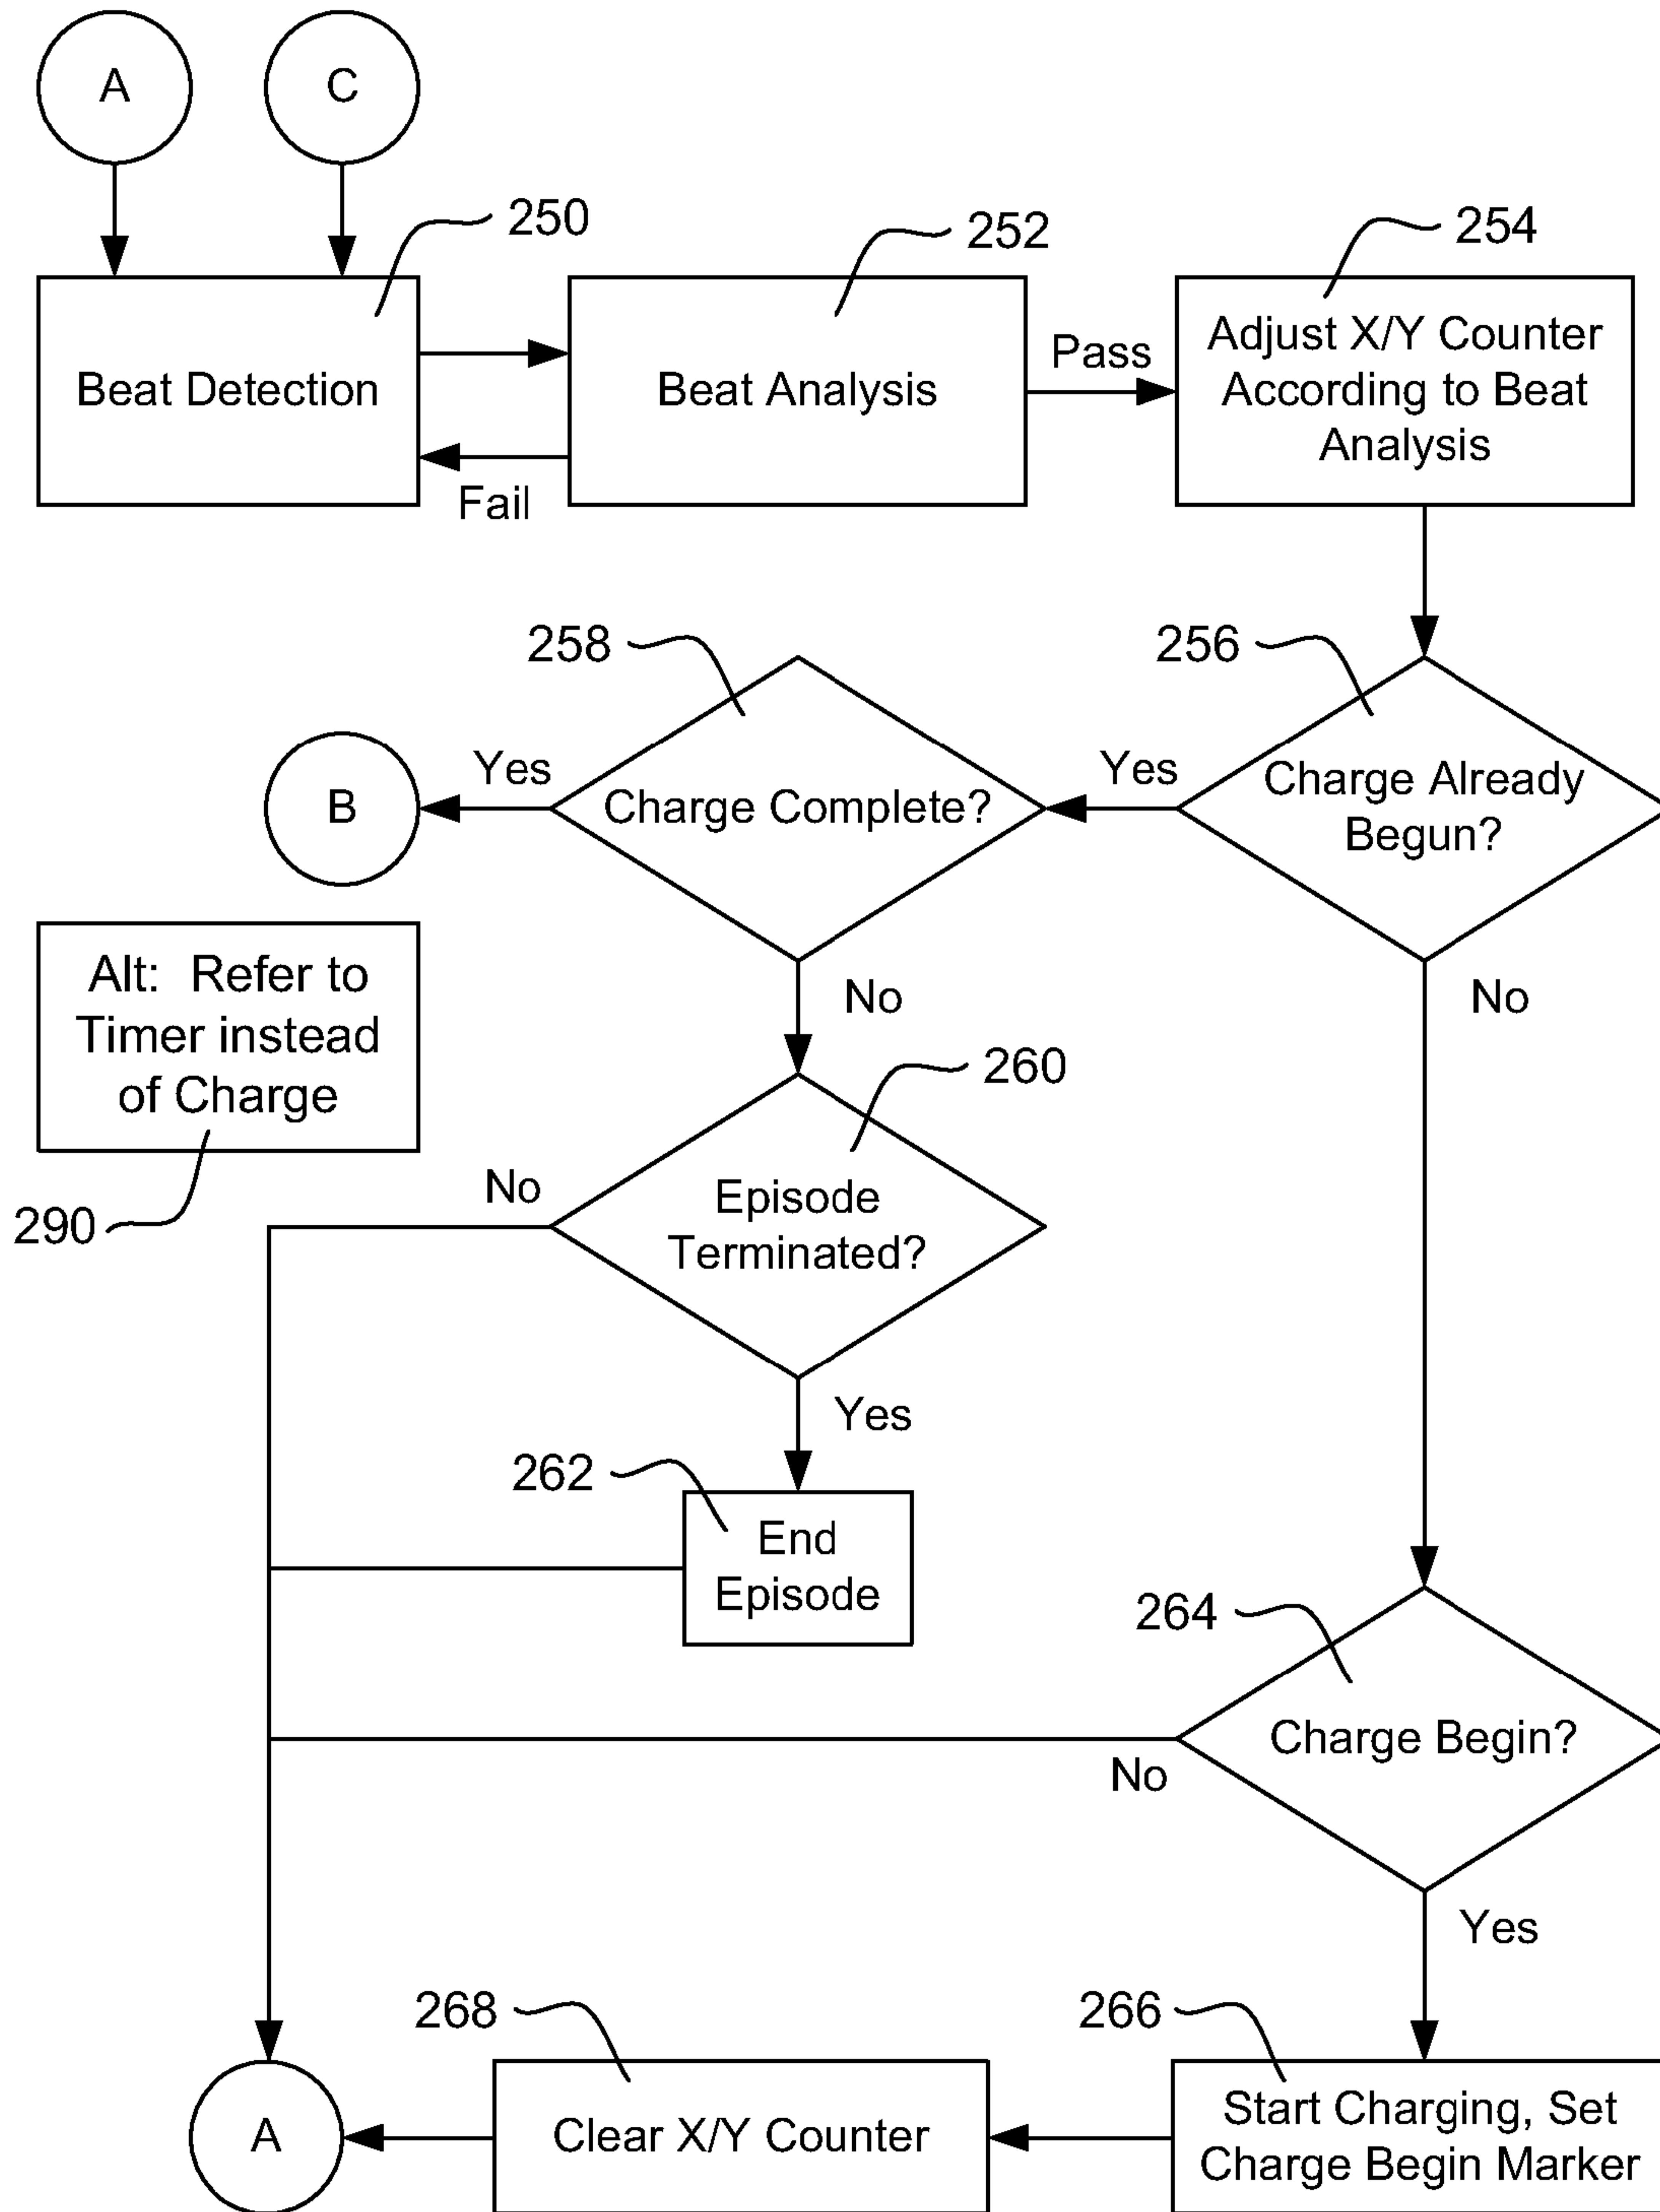 A
C
250
252
254
Beat Detection
Beat Analysis
Pass
Fail
Adjust X/Y Counter
According to Beat
Analysis
258
256
B
Yes
Charge Complete?
Yes
Charge Already
Begun?
Alt:  Refer to
Timer instead
of Charge
290
No
No
260
No
Episode
Terminated?
Yes
262
End
Episode
264
Charge Begin?
No
Yes
268
266
A
Clear X/Y Counter
Start Charging, Set
Charge Begin Marker